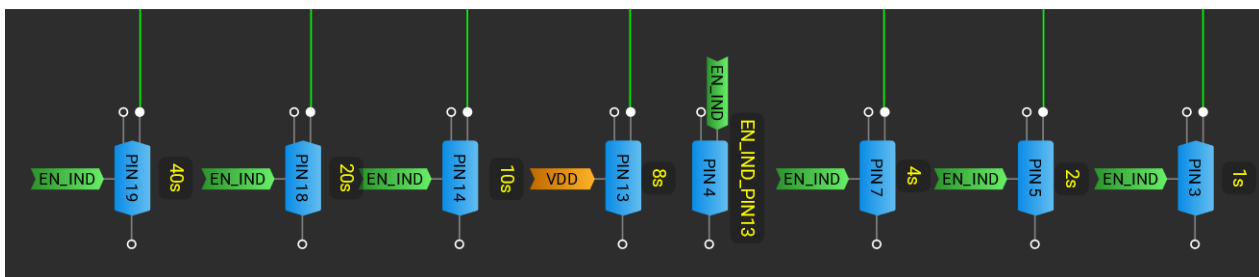 EN_IND
PIN 19
40s
EN_IND
PIN 18
20s
EN_IND
PIN 14
10s
VDD
PIN 13
8s
EN_IND
PIN 4
EN_IND_PIN13
EN_IND
PIN 7
4s
EN_IND
PIN 5
2s
EN_IND
PIN 3
1s